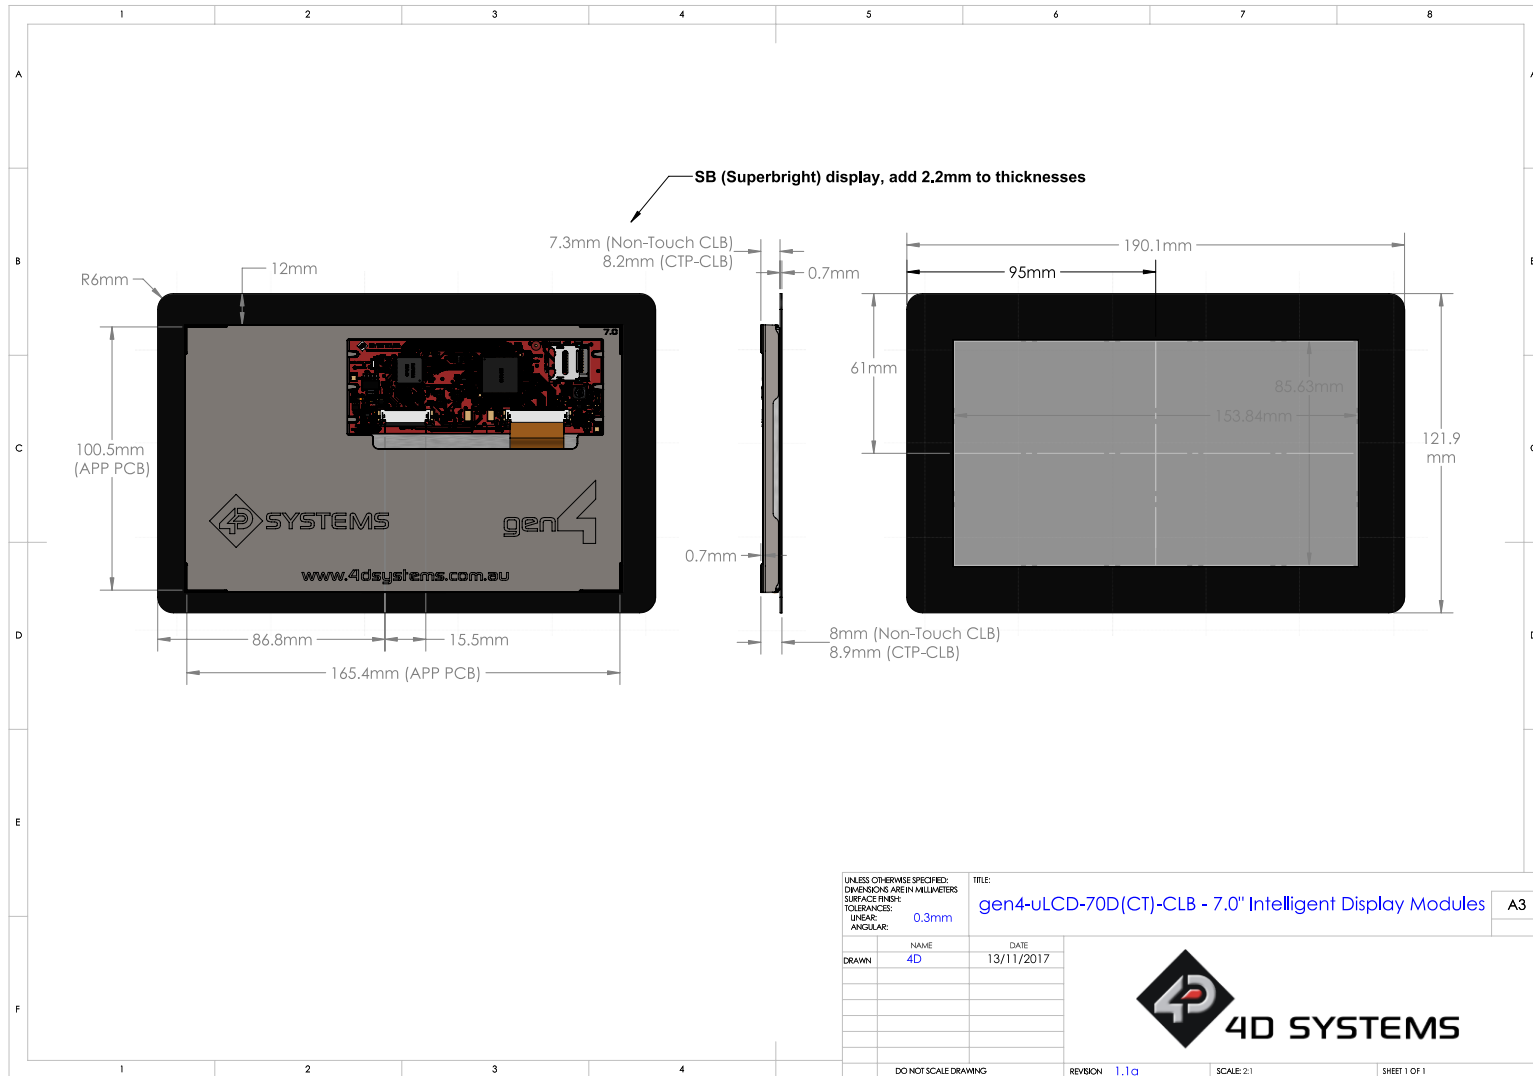 1 2 3 4 5 6 7 8
A A
SB (Superbright) display, add 2.2mm to thicknesses
7.3mm (Non-Touch CLB)
8.2mm (CTP-CLB)
0.7mm
190.1mm
95mm
B
R6mm
12mm
7.0
61mm
85.63mm
153.84mm
121.9
mm
C
100.5mm
(APP PCB)
4D SYSTEMS
gen4
www.4dsystems.com.au
0.7mm
D
86.8mm
15.5mm
165.4mm (APP PCB)
8mm (Non-Touch CLB)
8.9mm (CTP-CLB)
E
F
UNLESS OTHERWISE SPECIFIED:
DIMENSIONS ARE IN MILLIMETERS
SURFACE FINISH:
TOLERANCES:
LINEAR: 0.3mm
ANGULAR:
TITLE:
gen4-uLCD-70D(CT)-CLB - 7.0" Intelligent Display Modules
A3
NAME DATE
DRAWN 4D 13/11/2017
4D SYSTEMS
DO NOT SCALE DRAWING
REVISION 1.1a
SCALE: 2:1
SHEET 1 OF 1
1 2 3 4